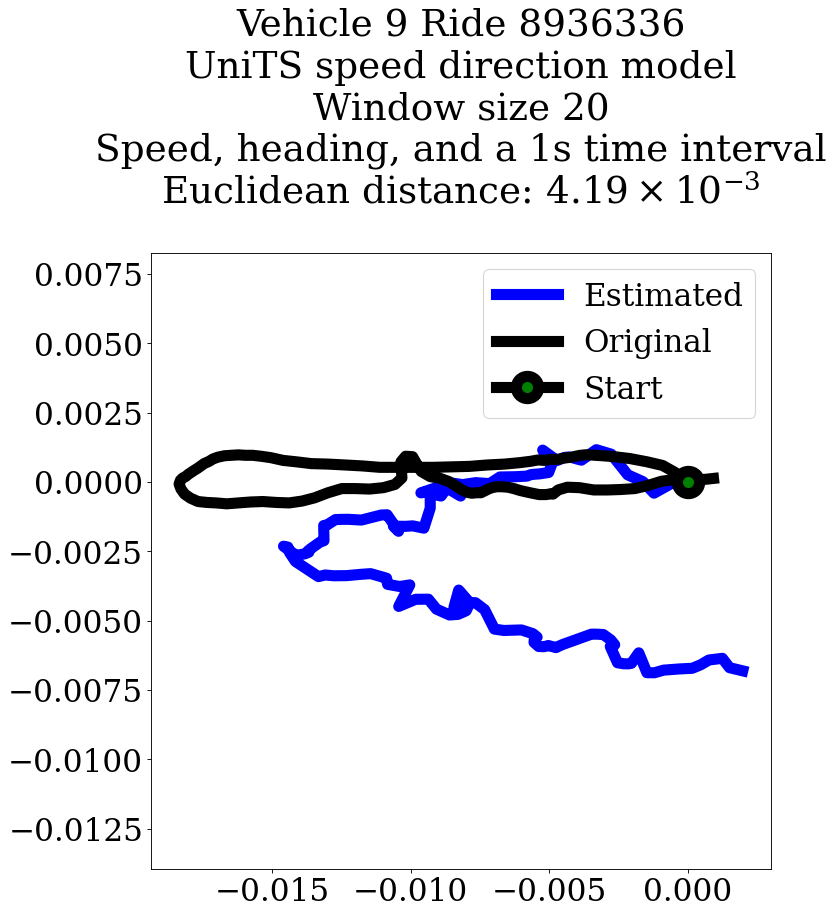 Vehicle 9 Ride 8936336
UniTS speed direction model
Window size 20
Speed, heading, and a 1s time interval
Euclidean distance: 4.19 × 10⁻³
0.0075
0.0050
0.0025
0.0000
−0.0025
−0.0050
−0.0075
−0.0100
−0.0125
Estimated
Original
Start
−0.015 −0.010 −0.005 0.000